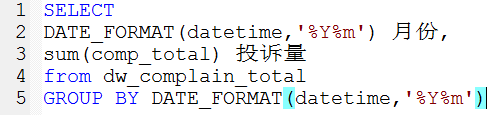 1 SELECT
2 DATE_FORMAT(datetime,'%Y%m') 月份,
3 sum(comp_total) 投诉量
4 from dw_complain_total
5 GROUP BY DATE_FORMAT(datetime,'%Y%m')